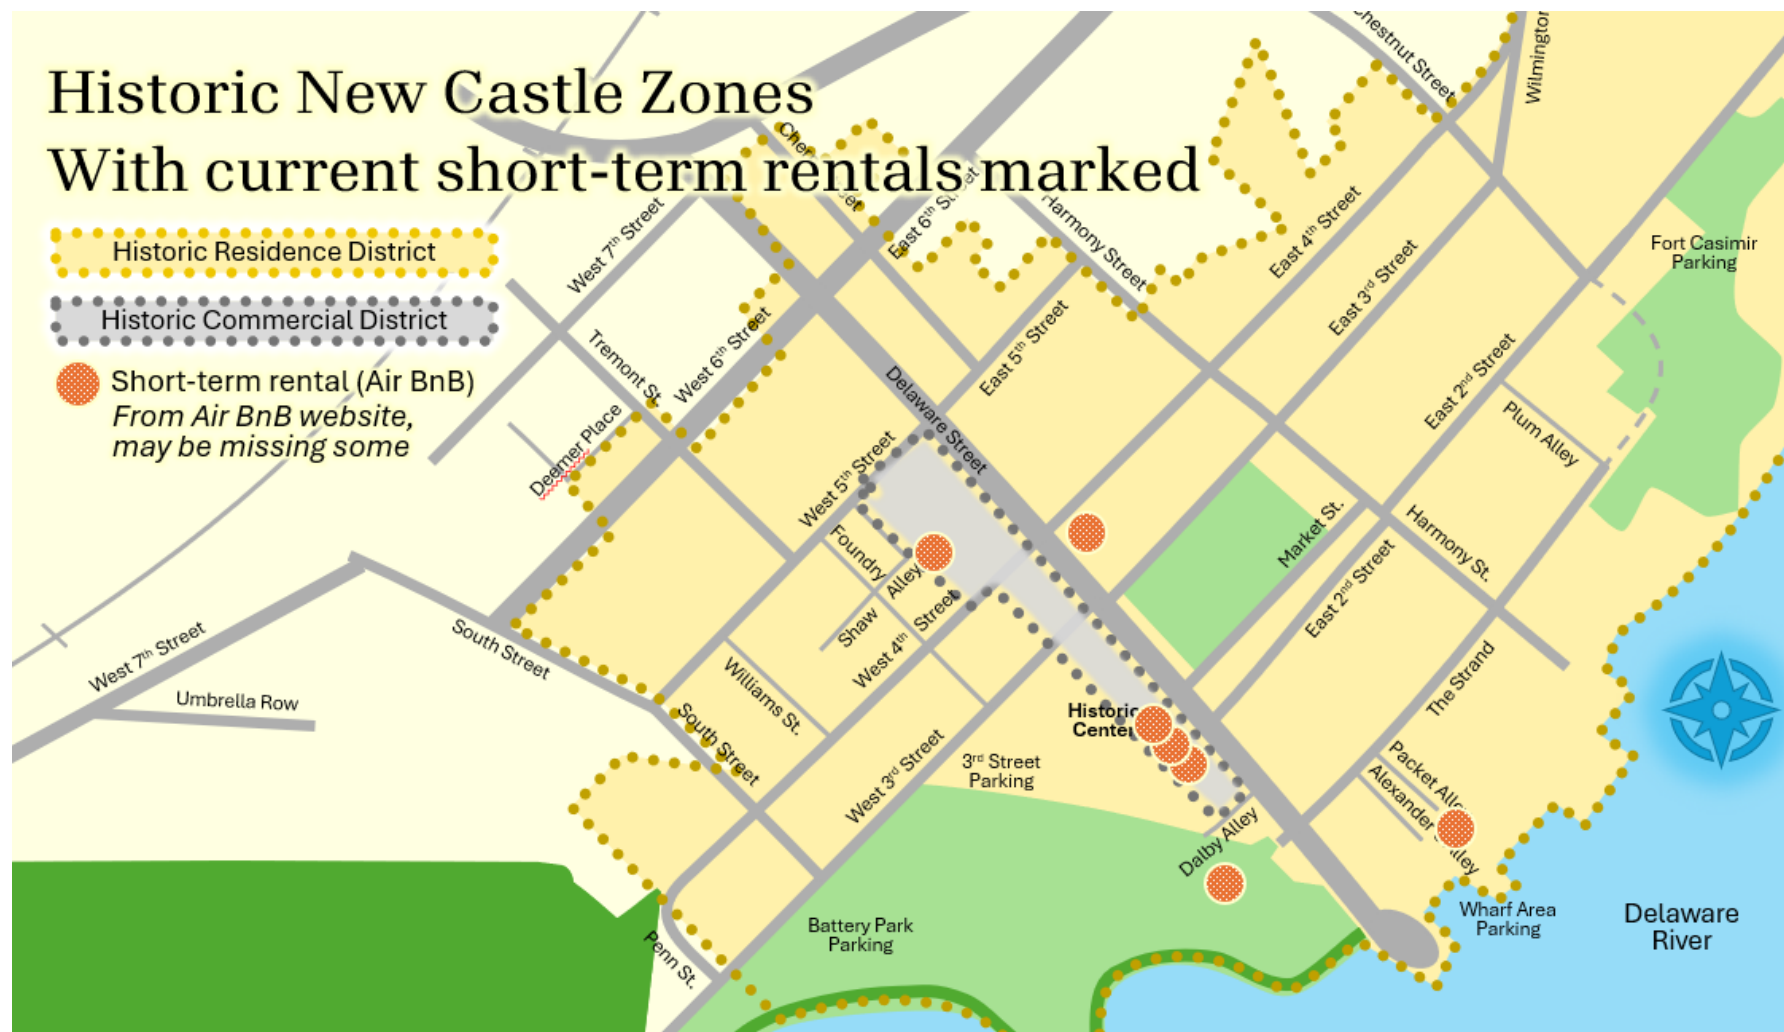 Historic New Castle Zones
With current short-term rentals marked
Historic Residence District
Historic Commercial District
Short-term rental (Air BnB)
From Air BnB website,
may be missing some
Chestnut Street
Wilmington
East 6th Street
Harmony Street
West 7th Street
East 4th Street
Fort Casimir
Parking
East 3rd Street
Tremont St.
West 6th Street
East 5th Street
Delaware Street
East 2nd Street
Plum Alley
Deemer Place
West 5th Street
Market St.
Harmony St.
Foundry
Alley
Shaw
West 4th Street
East 2nd Street
West 7th Street
South Street
Umbrella Row
Williams St.
South Street
The Strand
Historic
Center
West 3rd Street
3rd Street
Parking
Packet Alley
Alexander Alley
Dalby Alley
Battery Park
Parking
Wharf Area
Parking
Delaware
River
Penn St.